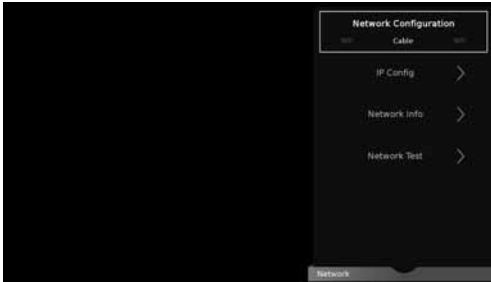 Network Configuration
Cable
IP Config
Network Info
Network Test
Network